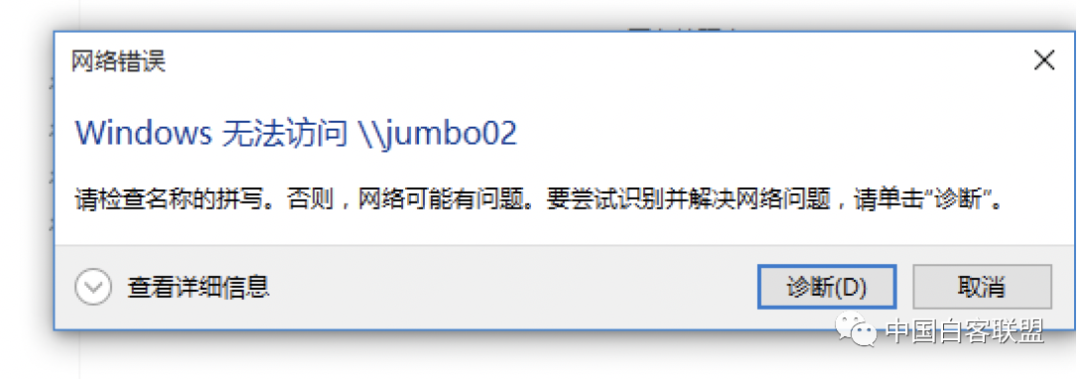 网络错误
Windows 无法访问 \\jumbo02
请检查名称的拼写。否则，网络可能有问题。要尝试识别并解决网络问题，请单击“诊断”。
查看详细信息
诊断(D)
取消
中国白客联盟